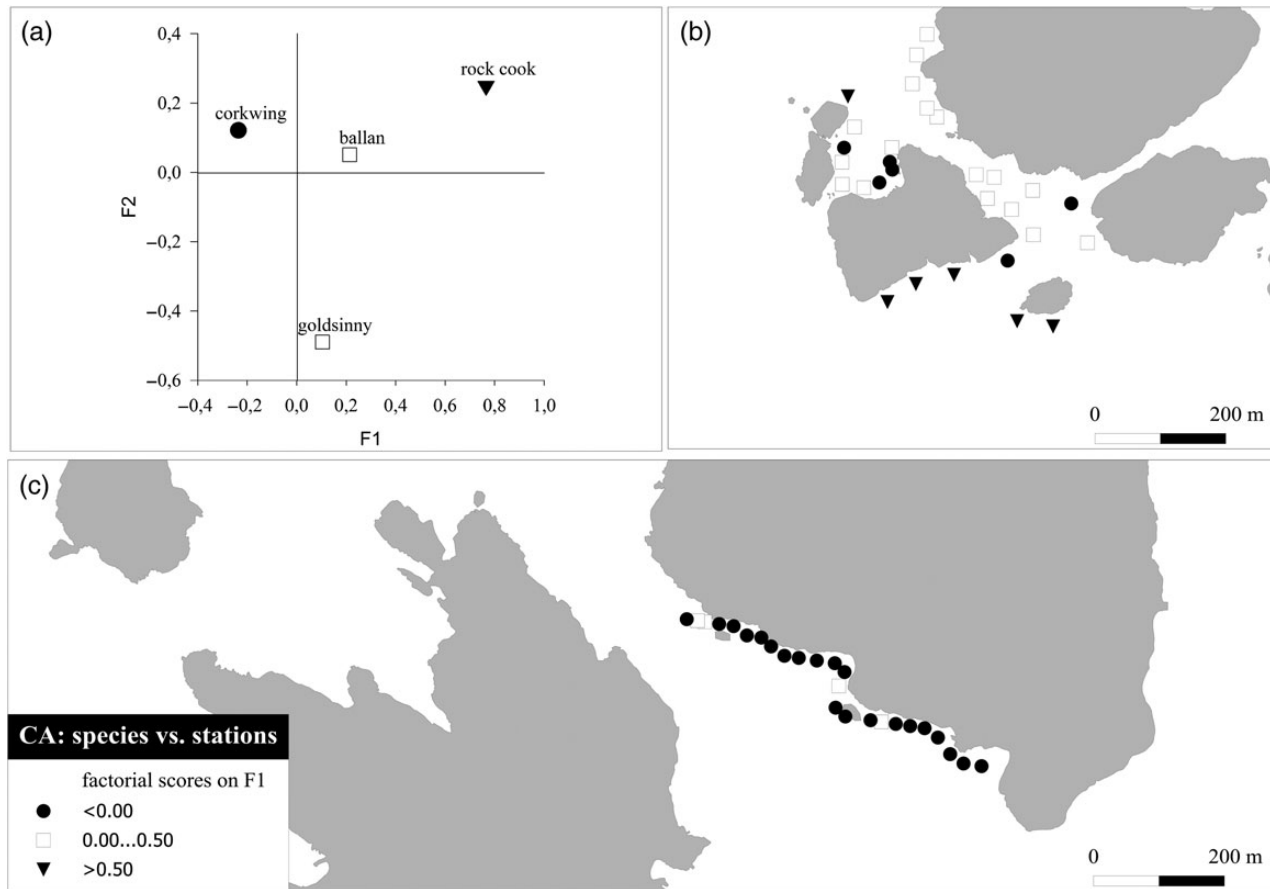 (a)
0,4
0,2
0,0
−0,2
−0,4
−0,6
F2
rock cook
corkwing
ballan
goldsinny
−0,4 −0,2 0,0 0,2 0,4 0,6 0,8 1,0
F1
(b)
0 200 m
(c)
CA: species vs. stations
factorial scores on F1
<0.00
0.00...0.50
>0.50
0 200 m